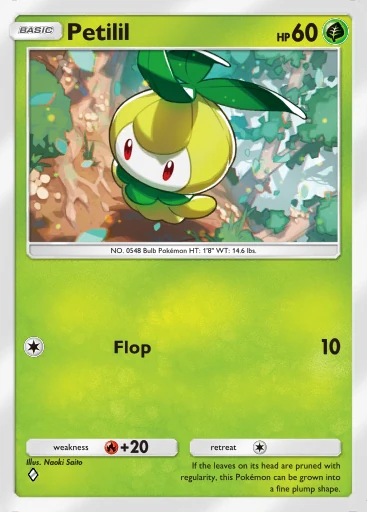 BASIC Petilil HP 60
NO. 0548 Bulb Pokémon HT: 1'8" WT: 14.6 lbs.
Flop 10
weakness +20 retreat
Illus. Naoki Saito
If the leaves on its head are pruned with
regularity, this Pokémon can be grown into
a fine plump shape.